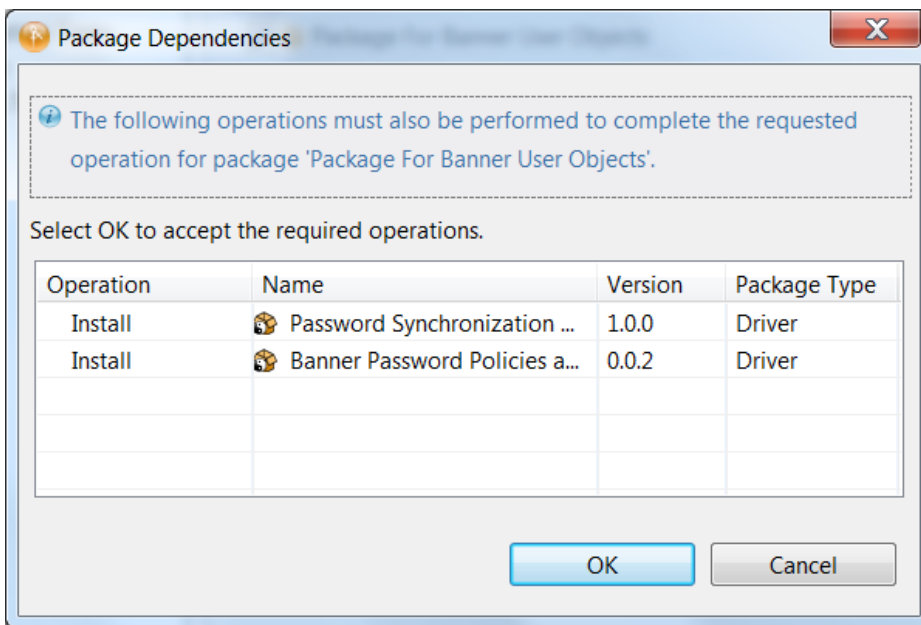 Package Dependencies
The following operations must also be performed to complete the requested
operation for package 'Package For Banner User Objects'.
Select OK to accept the required operations.
Operation Name Version Package Type
Install Password Synchronization ... 1.0.0 Driver
Install Banner Password Policies a... 0.0.2 Driver
OK Cancel